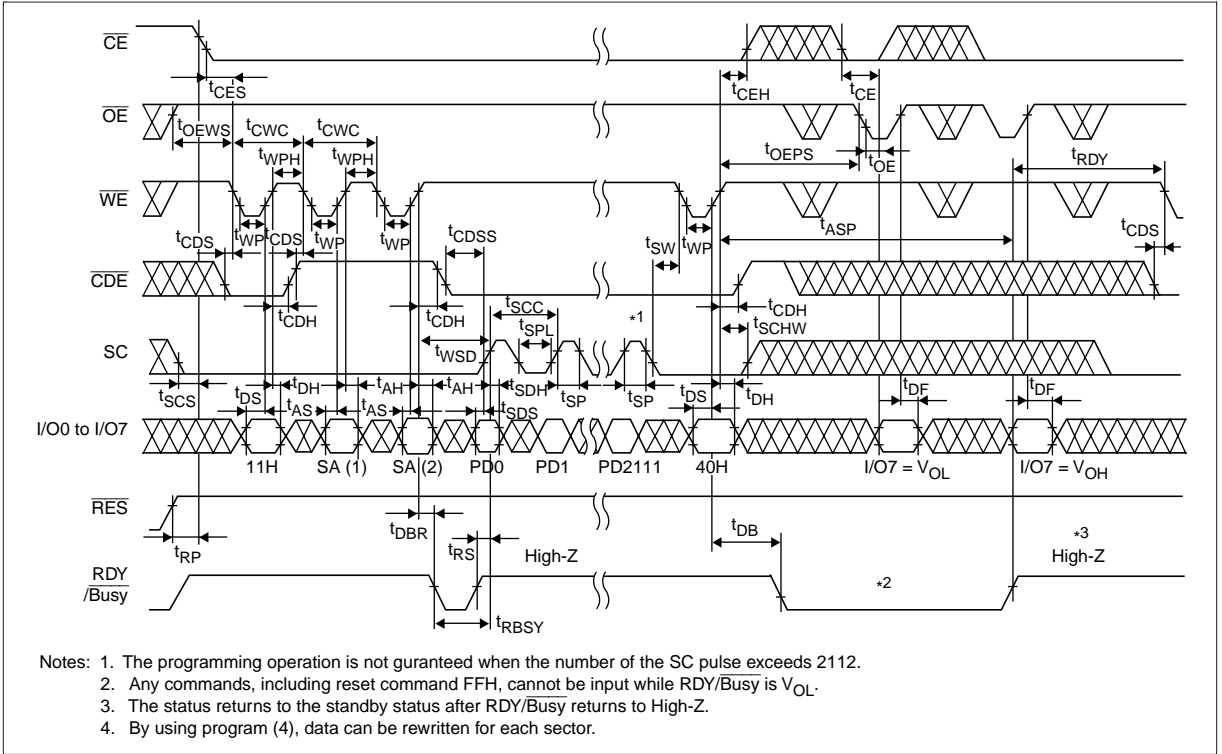 CE
tCES tCEH tCE
OE
tOEWS tCWC tCWC
tWPH tWPH tOEPS tOE tRDY
WE
tCDS tWP tCDS tWP tWP tCDSS tSW tWP tASP tCDS
CDE
tCDH tCDH tSCC *1 tCDH
tSPL tSCHW
SC
tWSD
tSCS tDS tDH tAS tAH tAS tAH tSDH tSDS tSP tSP tDS tDH tDF tDF
I/O0 to I/O7
11H SA (1) SA (2) PD0 PD1 PD2111 40H I/O7 = VOL I/O7 = VOH
RES
tRP tDBR tRS High-Z tDB *3
High-Z
RDY
/Busy
*2
tRBSY
Notes: 1. The programming operation is not guranteed when the number of the SC pulse exceeds 2112.
2. Any commands, including reset command FFH, cannot be input while RDY/Busy is VOL.
3. The status returns to the standby status after RDY/Busy returns to High-Z.
4. By using program (4), data can be rewritten for each sector.